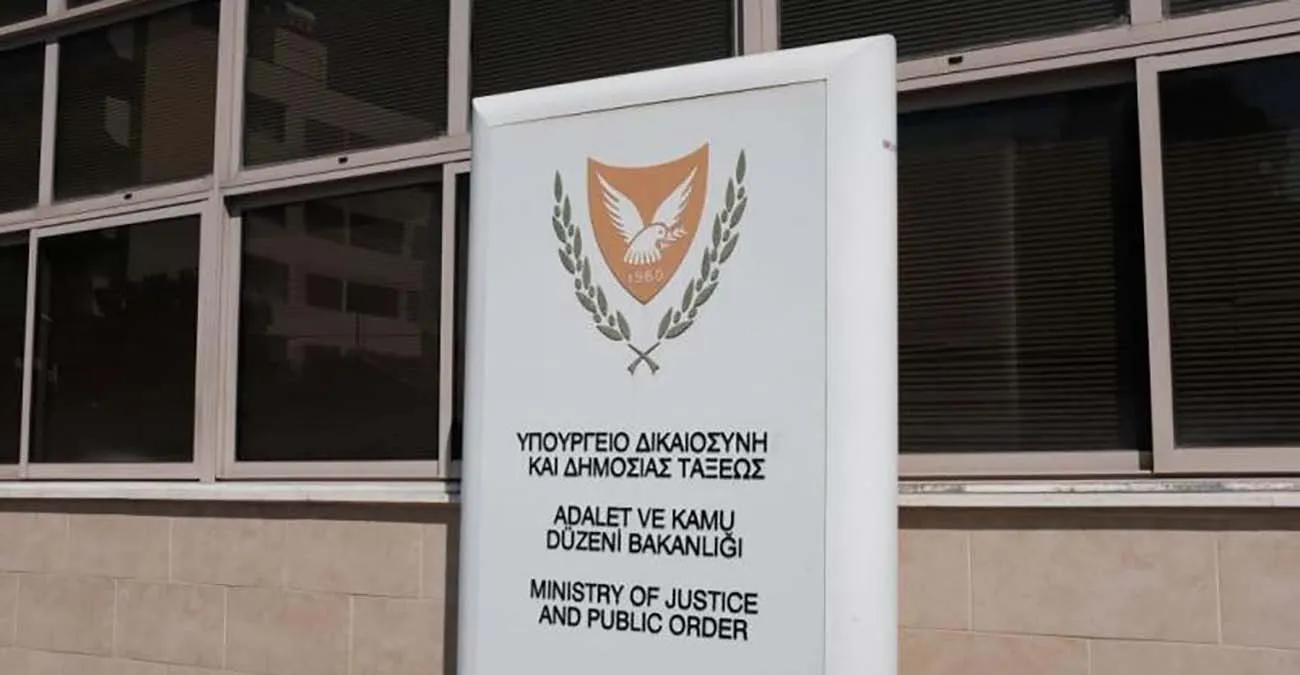 1960
ΥΠΟΥΡΓΕΙΟ ΔΙΚΑΙΟΣΥΝΗ
ΚΑΙ ΔΗΜΟΣΙΑΣ ΤΑΞΕΩΣ
ADALET VE KAMU
DÜZENİ BAKANLIĞI
MINISTRY OF JUSTICE
AND PUBLIC ORDER